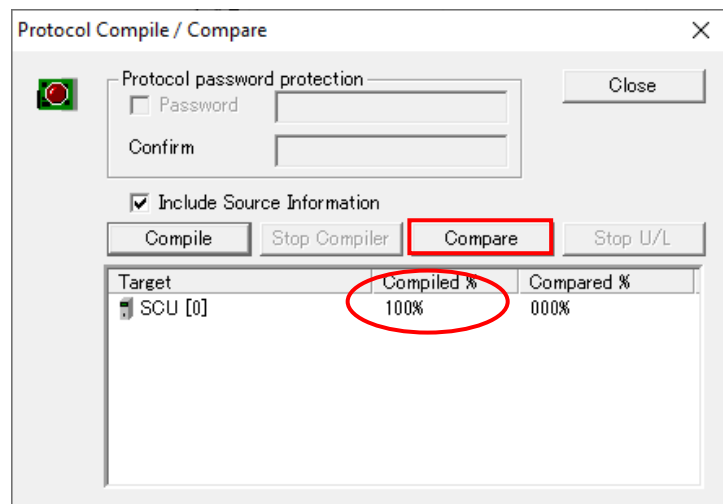 Protocol Compile / Compare
Protocol password protection
Close
Password
Confirm
Include Source Information
Compile Stop Compiler Compare Stop U/L
Target Compiled % Compared %
SCU [0] 100% 000%